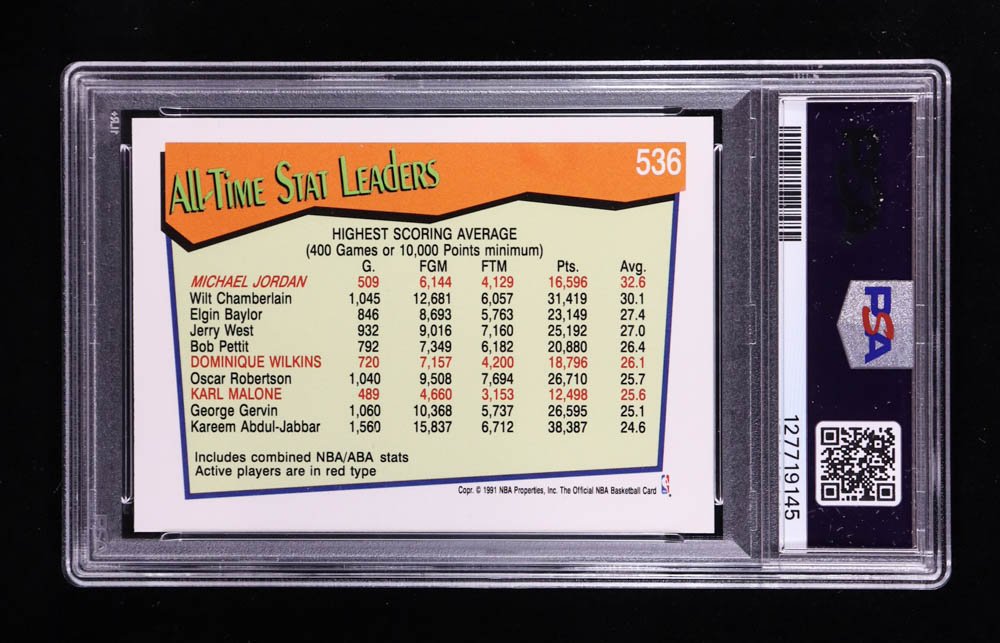 All-Time Stat Leaders
536
HIGHEST SCORING AVERAGE
(400 Games or 10,000 Points minimum)
G. FGM FTM Pts. Avg.
MICHAEL JORDAN 509 6,144 4,129 16,596 32.6
Wilt Chamberlain 1,045 12,681 6,057 31,419 30.1
Elgin Baylor 846 8,693 5,763 23,149 27.4
Jerry West 932 9,016 7,160 25,192 27.0
Bob Pettit 792 7,349 6,182 20,880 26.4
DOMINIQUE WILKINS 720 7,157 4,200 18,796 26.1
Oscar Robertson 1,040 9,508 7,694 26,710 25.7
KARL MALONE 489 4,660 3,153 12,498 25.6
George Gervin 1,060 10,368 5,737 26,595 25.1
Kareem Abdul-Jabbar 1,560 15,837 6,712 38,387 24.6
Includes combined NBA/ABA stats
Active players are in red type
Copr. © 1991 NBA Properties, Inc. The Official NBA Basketball Card
PSA
127719145